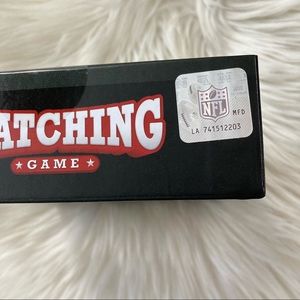 ATCHING
★ GAME ★
NFL
MFD
LA 741512203